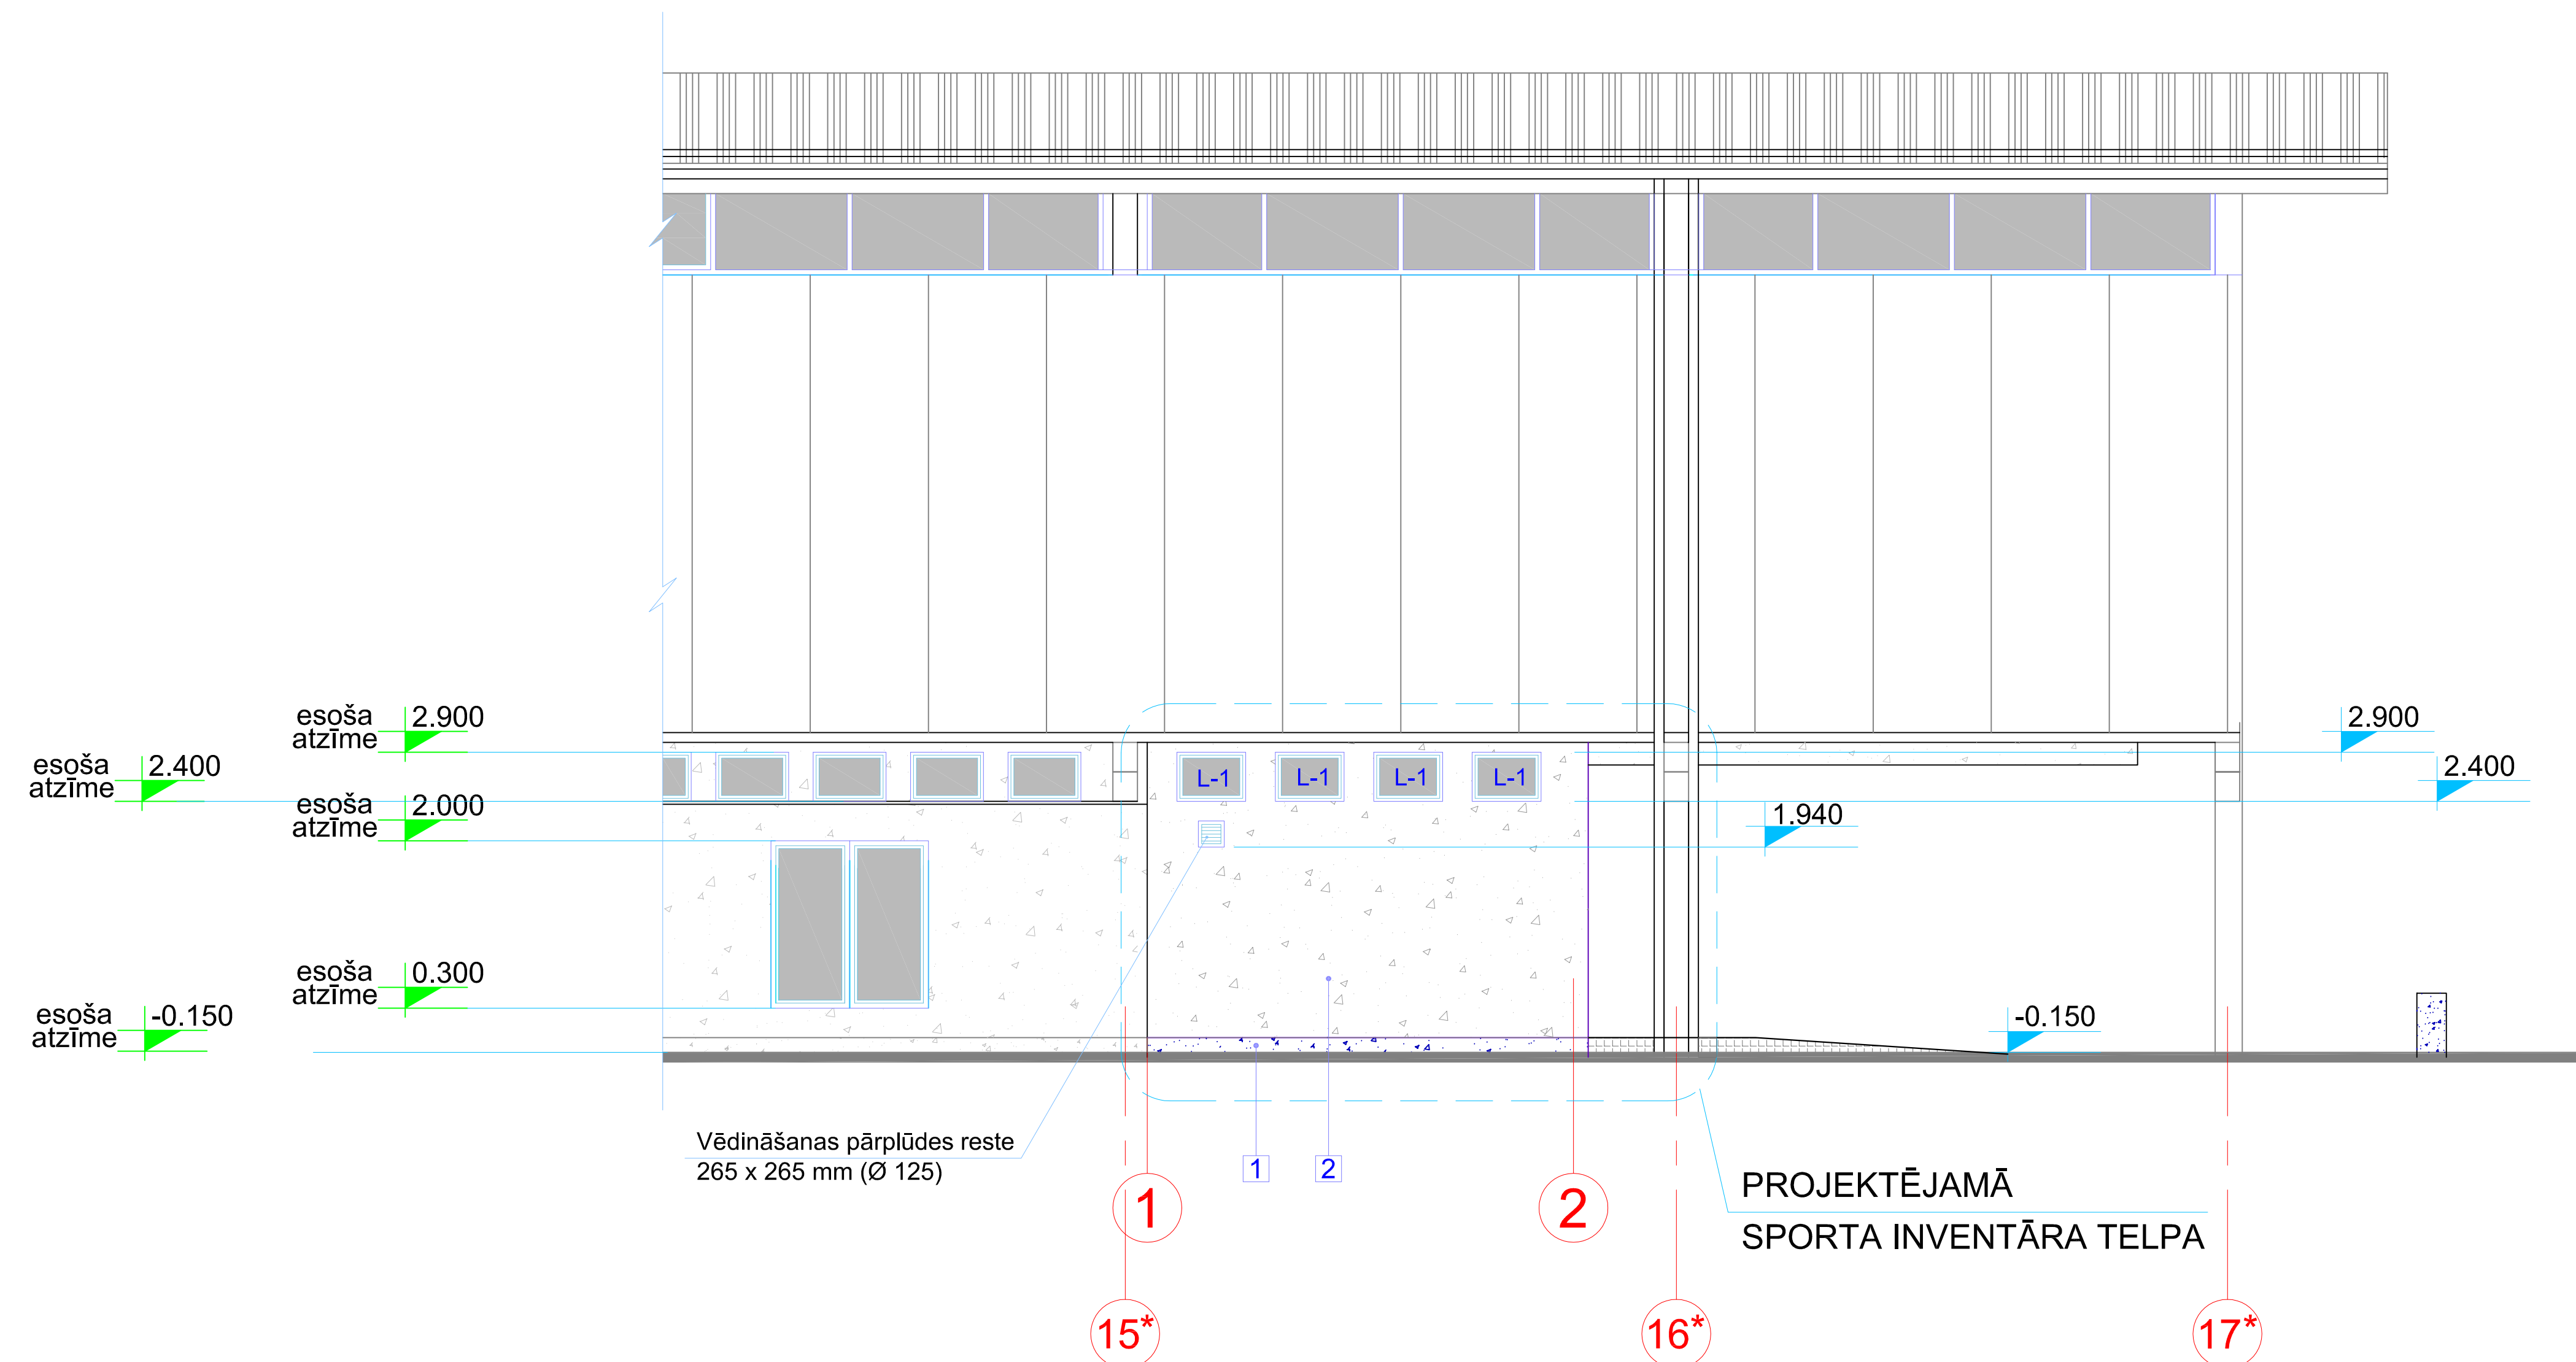 esoša
atzīme
2.900
esoša
atzīme
2.400
esoša
atzīme
2.000
esoša
atzīme
0.300
esoša
atzīme
-0.150
L-1
L-1
L-1
L-1
2.900
2.400
1.940
-0.150
Vēdināšanas pārplūdes reste
265 x 265 mm (Ø 125)
1
2
1
2
PROJEKTĒJAMĀ
SPORTA INVENTĀRA TELPA
15*
16*
17*